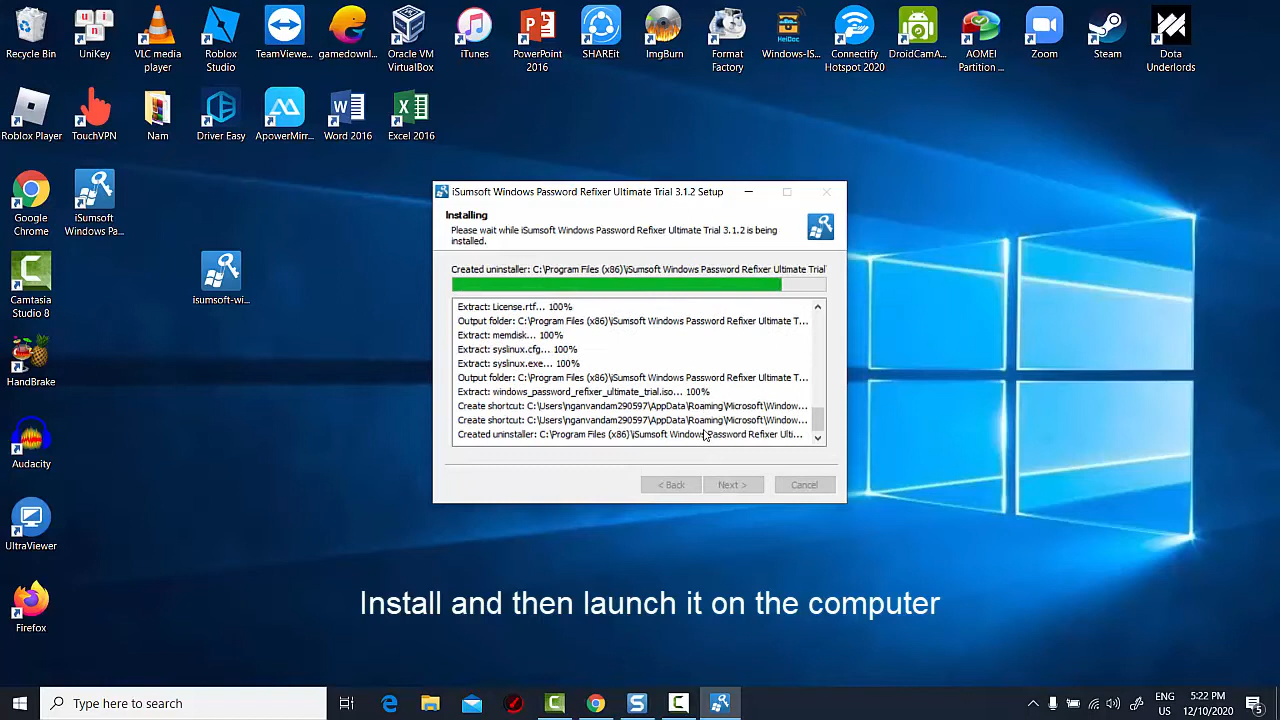 Recycle Bin
UniKey
VLC media
player
Roblox
Studio
TeamViewe...
gamedownl...
Oracle VM
VirtualBox
iTunes
PowerPoint
2016
SHAREit
ImgBurn
Format
Factory
Windows-IS...
Connectify
Hotspot 2020
DroidCamA...
AOMEI
Partition ...
Zoom
Steam
Dota
Underlords
Roblox Player
TouchVPN
Nam
Driver Easy
ApowerMirr...
Word 2016
Excel 2016
Google
Chrome
iSumsoft
Windows Pa...
Camtasia
Studio 8
isumsoft-wi...
HandBrake
Audacity
UltraViewer
Firefox
iSumsoft Windows Password Refixer Ultimate Trial 3.1.2 Setup
Installing
Please wait while iSumsoft Windows Password Refixer Ultimate Trial 3.1.2 is being
installed.
Created uninstaller: C:\Program Files (x86)\iSumsoft Windows Password Refixer Ultimate Trial
Extract: License.rtf... 100%
Output folder: C:\Program Files (x86)\iSumsoft Windows Password Refixer Ultimate T...
Extract: memdisk... 100%
Extract: syslinux.cfg... 100%
Extract: syslinux.exe... 100%
Output folder: C:\Program Files (x86)\iSumsoft Windows Password Refixer Ultimate T...
Extract: windows_password_refixer_ultimate_trial.iso... 100%
Create shortcut: C:\Users\nganvandam290597\AppData\Roaming\Microsoft\Window...
Create shortcut: C:\Users\nganvandam290597\AppData\Roaming\Microsoft\Window...
Created uninstaller: C:\Program Files (x86)\iSumsoft Windows Password Refixer Ulti...
< Back
Next >
Cancel
Install and then launch it on the computer
Type here to search
ENG
US
5:22 PM
12/10/2020
5